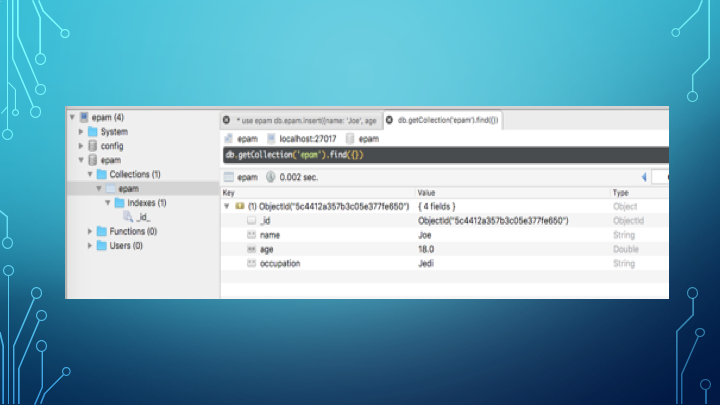 epam (4)
System
config
epam
Collections (1)
epam
Indexes (1)
_id_
Functions (0)
Users (0)
* use epam db.epam.insert({name: 'Joe', age
db.getCollection('epam').find({})
epam localhost:27017 epam
db.getCollection('epam').find({})
epam 0.002 sec.
Key Value Type
(1) ObjectId("5c4412a357b3c05e377fe650") { 4 fields } Object
_id ObjectId("5c4412a357b3c05e377fe650") ObjectId
name Joe String
age 18.0 Double
occupation Jedi String